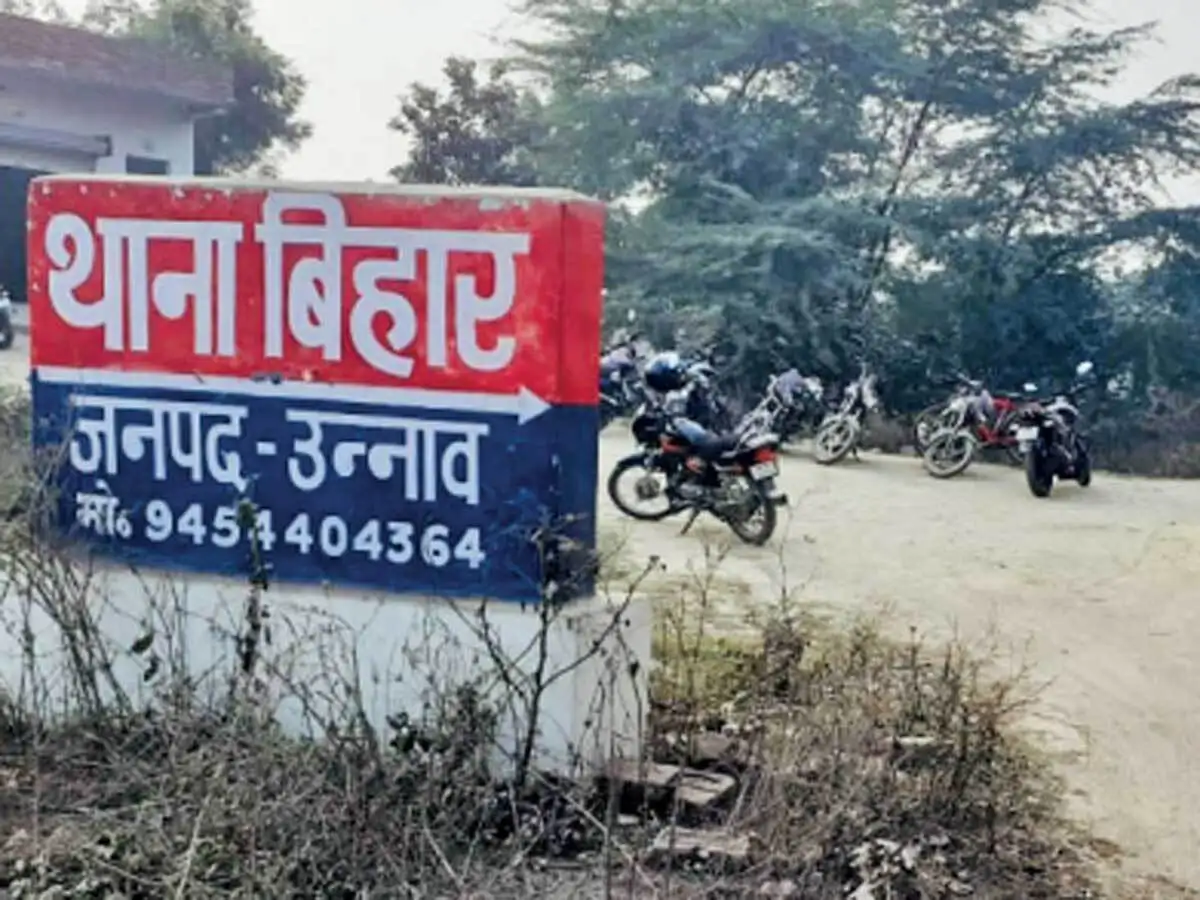 थाना बिहार
जनपद - उन्नाव
मो॰ 9454404364